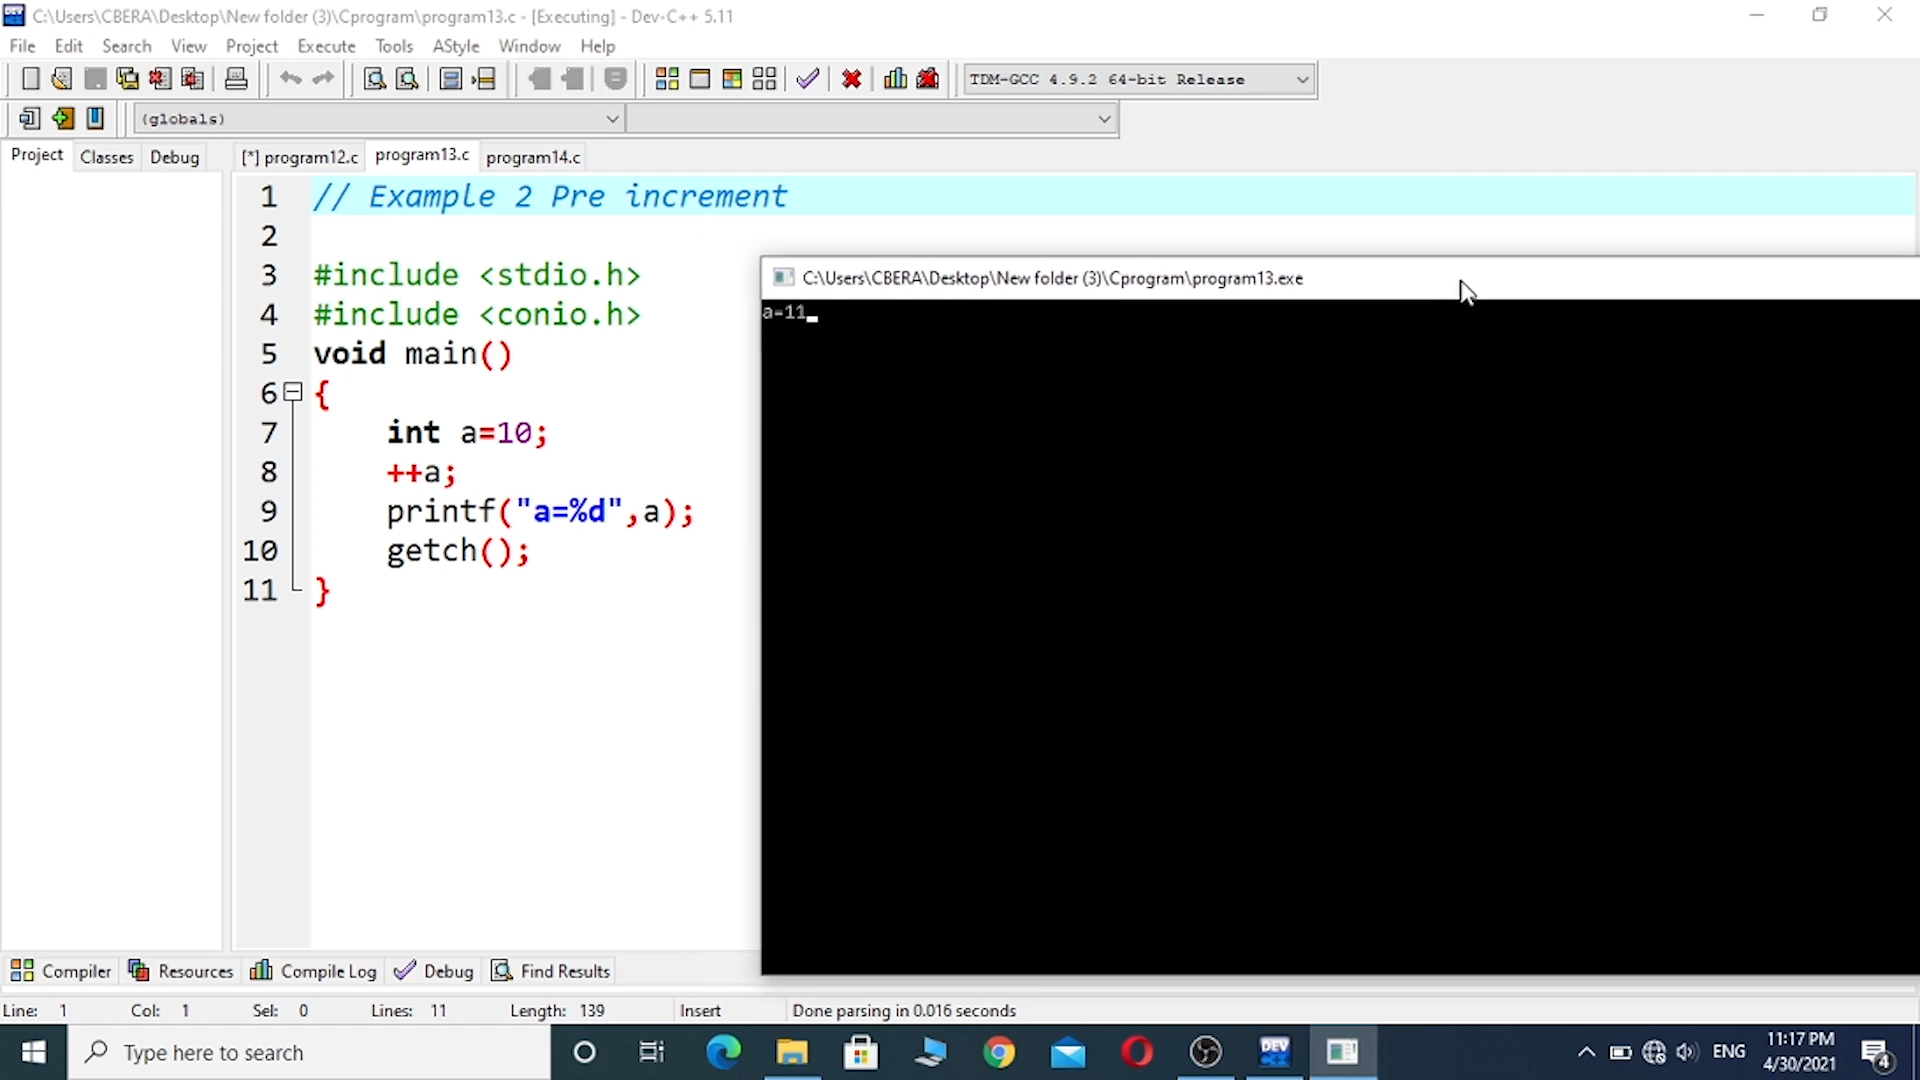 C:\Users\CBERA\Desktop\New folder (3)\Cprogram\program13.c - [Executing] - Dev-C++ 5.11
File Edit Search View Project Execute Tools AStyle Window Help
TDM-GCC 4.9.2 64-bit Release
(globals)
Project Classes Debug [*] program12.c program13.c program14.c
1 // Example 2 Pre increment
2
3 #include <stdio.h>
4 #include <conio.h>
5 void main()
6 {
7 int a=10;
8 ++a;
9 printf("a=%d",a);
10 getch();
11 }
C:\Users\CBERA\Desktop\New folder (3)\Cprogram\program13.exe
a=11
Compiler Resources Compile Log Debug Find Results
Line: 1 Col: 1 Sel: 0 Lines: 11 Length: 139 Insert Done parsing in 0.016 seconds
Type here to search
DEV
ENG
11:17 PM
4/30/2021
4